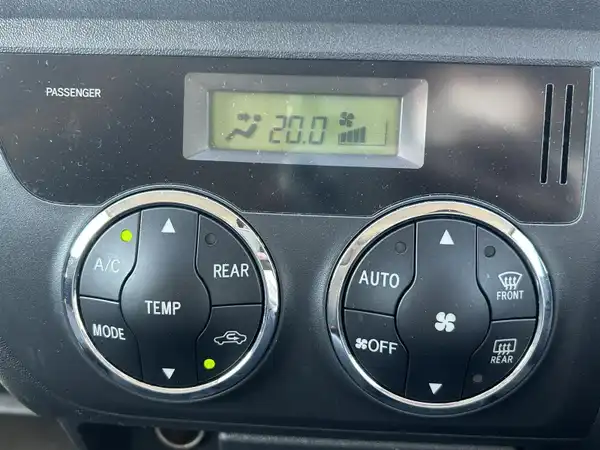 PASSENGER
20.0
A/C
REAR
TEMP
MODE
AUTO
FRONT
OFF
REAR